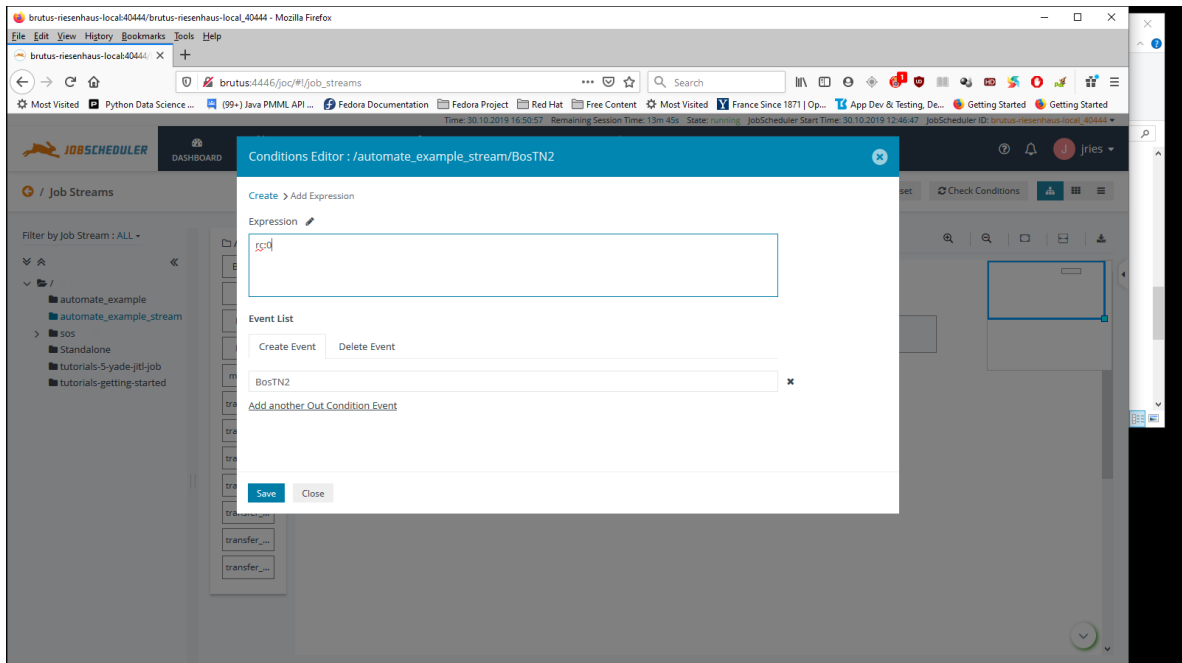 brutus-riesenhaus-local:40444/brutus-riesenhaus-local_40444 - Mozilla Firefox
File Edit View History Bookmarks Tools Help
brutus-riesenhaus-local:40444/
brutus:4446/joc/#!/job_streams
Search
Most Visited Python Data Science ... (99+) Java PMML API ... Fedora Documentation Fedora Project Red Hat Free Content Most Visited France Since 1871 | Op... App Dev & Testing, De... Getting Started Getting Started
Time: 30.10.2019 16:50:57 Remaining Session Time: 13m 45s State: running JobScheduler Start Time: 30.10.2019 12:46:47 JobScheduler ID: brutus-riesenhaus-local_40444
JOBSCHEDULER
DASHBOARD
J jries
Conditions Editor : /automate_example_stream/BosTN2
/ Job Streams
set
Check Conditions
Create > Add Expression
Expression
rc:0
Filter by Job Stream : ALL
/
automate_example
automate_example_stream
sos
Standalone
tutorials-5-yade-jitl-job
tutorials-getting-started
Event List
Create Event Delete Event
BosTN2
Add another Out Condition Event
Save Close
transfer_...
transfer_...